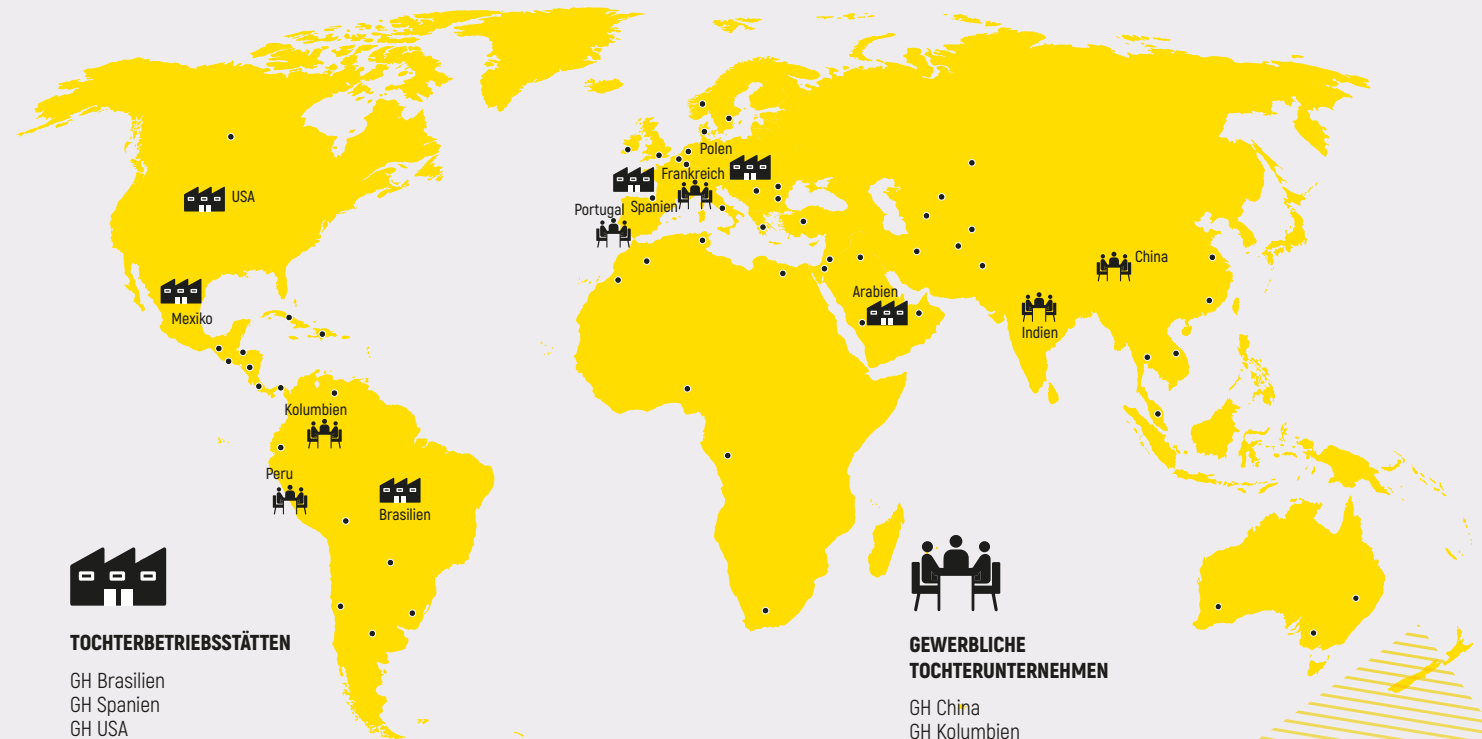 Polen
Frankreich
USA
Portugal
Spanien
China
Arabien
Mexiko
Indien
Kolumbien
Peru
Brasilien
TOCHTERBETRIEBSSTÄTTEN
GH Brasilien
GH Spanien
GH USA
GEWERBLICHE
TOCHTERUNTERNEHMEN
GH China
GH Kolumbien